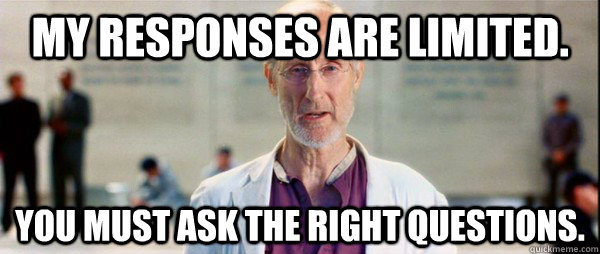 MY RESPONSES ARE LIMITED.
YOU MUST ASK THE RIGHT QUESTIONS.
quickmeme.com